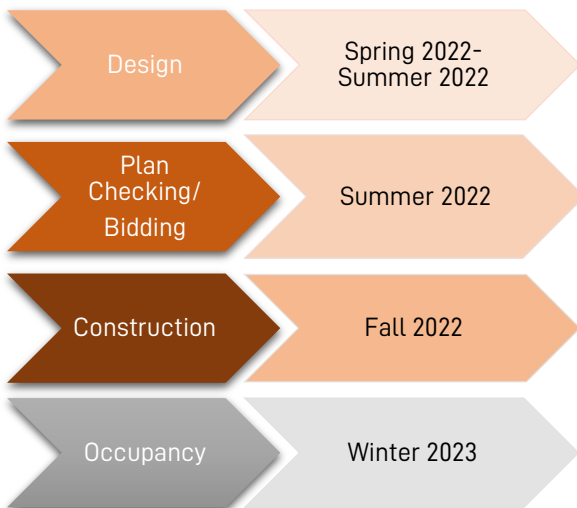 Design
Spring 2022-
Summer 2022
Plan
Checking/
Bidding
Summer 2022
Construction
Fall 2022
Occupancy
Winter 2023